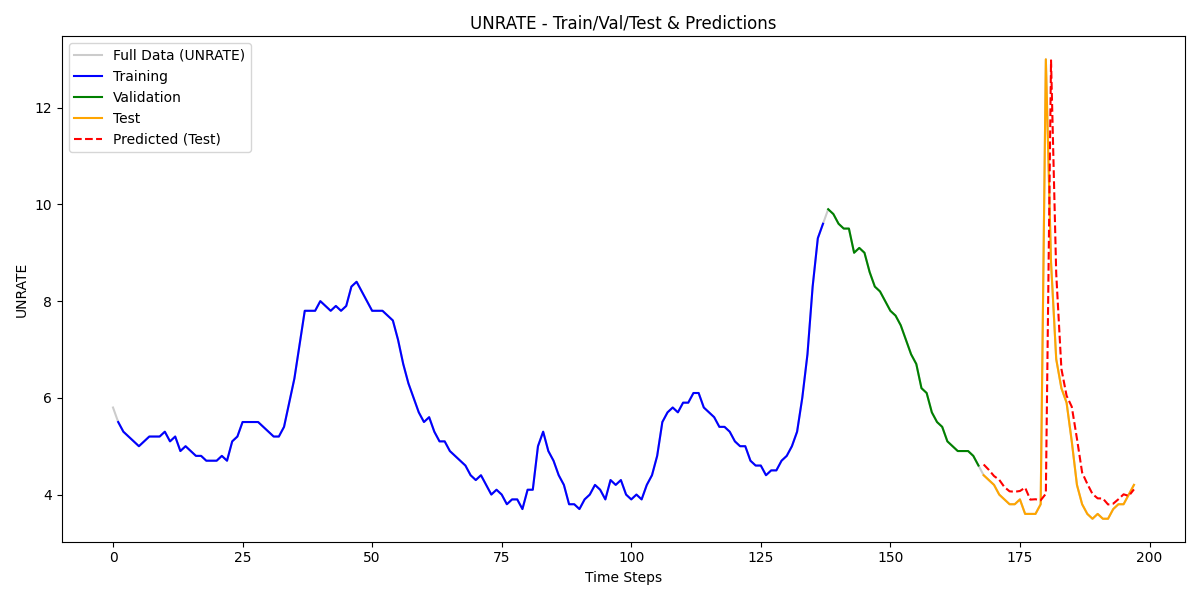 UNRATE - Train/Val/Test & Predictions
Full Data (UNRATE)
Training
Validation
Test
Predicted (Test)
UNRATE
12
10
8
6
4
0
25
50
75
100
125
150
175
200
Time Steps